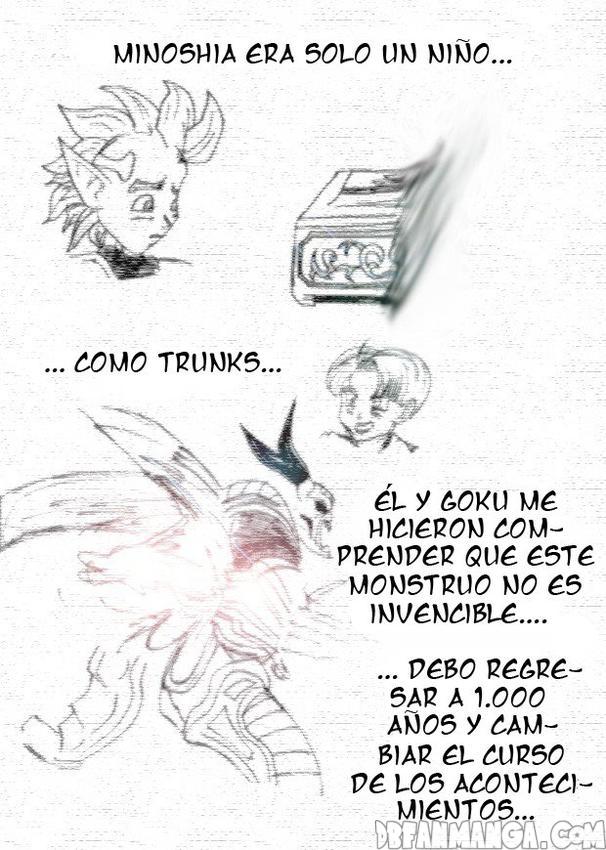 MINOSHIA ERA SOLO UN NIÑO...
... COMO TRUNKS...
ÉL Y GOKU ME
HICIERON COM-
PRENDER QUE ESTE
MONSTRUO NO ES
INVENCIBLE....
... DEBO REGRE-
SAR A 1.000
AÑOS Y CAM-
BIAR EL CURSO
DE LOS ACONTECI-
MIENTOS...
DBFANMANGA.COM